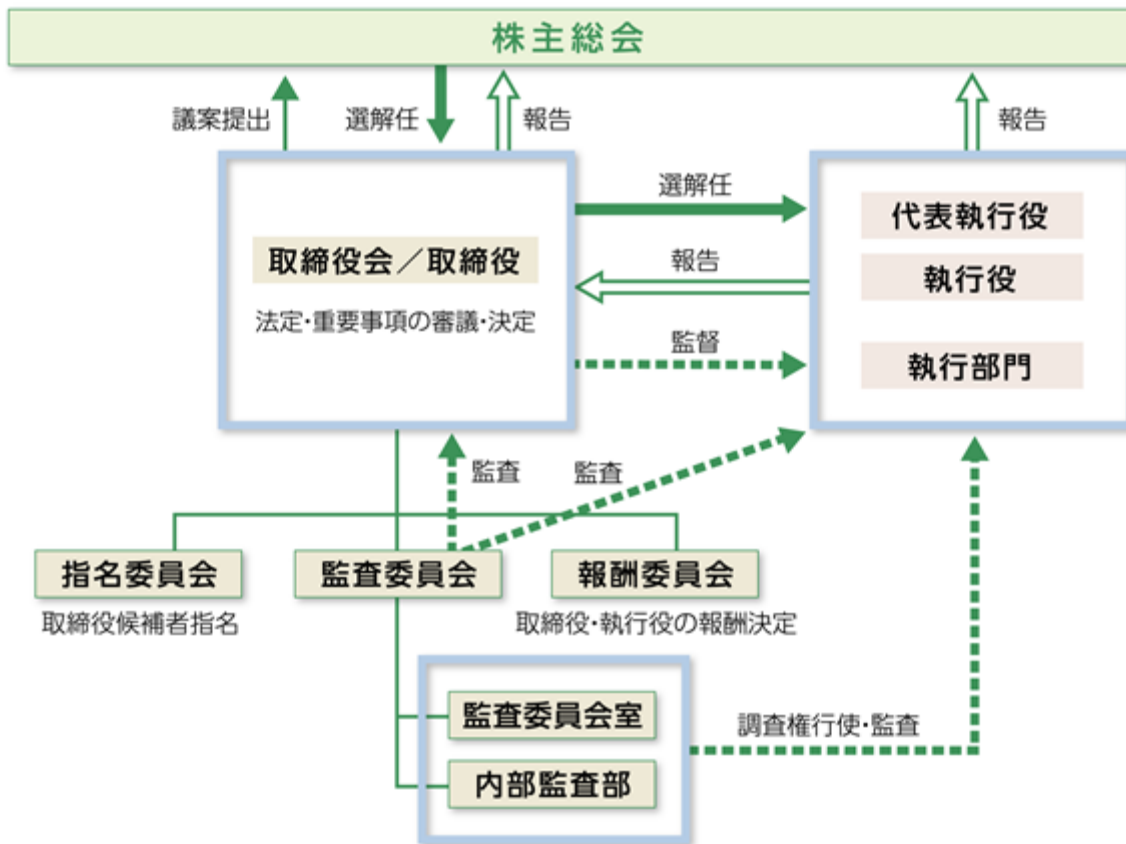 株主総会
議案提出
選解任
報告
報告
選解任
代表執行役
取締役会／取締役
報告
執行役
法定・重要事項の審議・決定
監督
執行部門
監査
監査
指名委員会
監査委員会
報酬委員会
取締役候補者指名
取締役・執行役の報酬決定
監査委員会室
調査権行使・監査
内部監査部